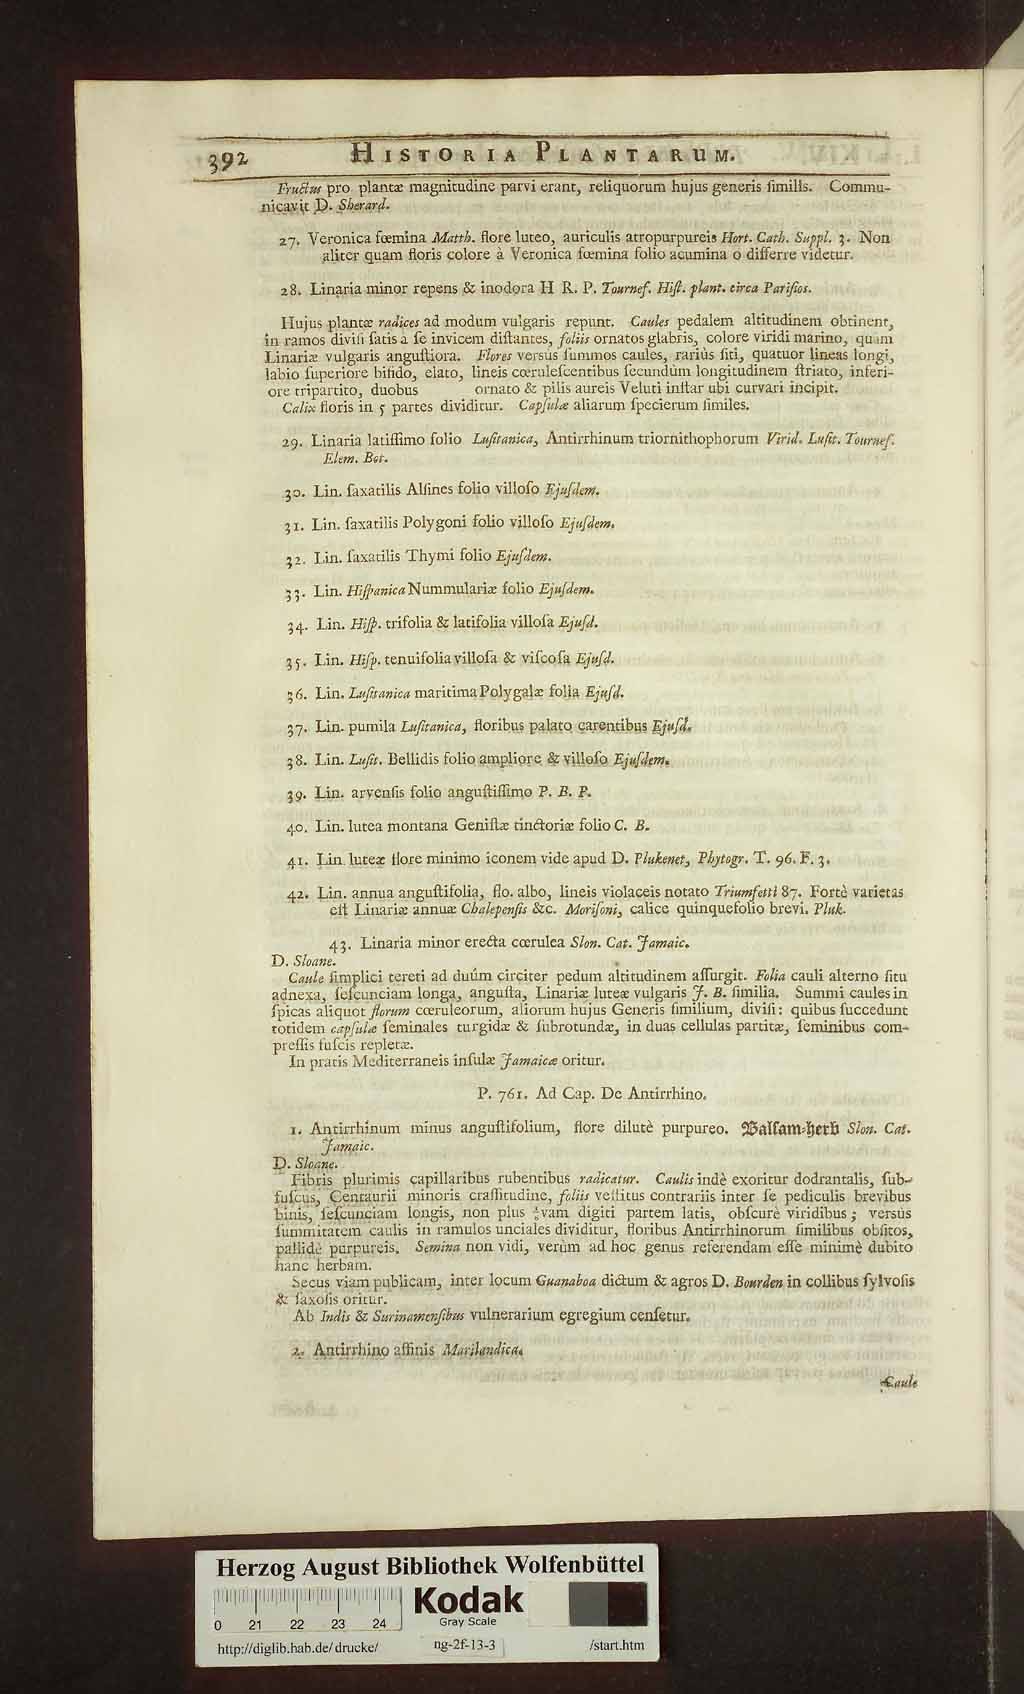 392 HISTORIA PLANTARUM.
Fructus pro plantæ magnitudine parvi erant, reliquorum hujus generis ſimilis. Commu-
nicavit D. Sherard.
27. Veronica fœmina Matth. flore luteo, auriculis atropurpureis Hort. Cath. Suppl. 3. Non
aliter quam floris colore à Veronica fœmina folio acumina o differre videtur.
28. Linaria minor repens & inodora H R. P. Tournef. Hiſt. plant. circa Pariſios.
Hujus plantæ radices ad modum vulgaris repunt. Caules pedalem altitudinem obtinent,
in ramos diviſi ſatis à ſe invicem diſtantes, foliis ornatos glabris, colore viridi marino, quam
Linariæ vulgaris anguſtiora. Flores versùs ſummos caules, rariùs ſiti, quatuor lineas longi,
labio ſuperiore bifido, elato, lineis cœruleſcentibus ſecundùm longitudinem ſtriato, inferi-
ore tripartito, duobus ornato & pilis aureis Veluti inſtar ubi curvari incipit.
Calix floris in 5 partes dividitur. Capſulæ aliarum ſpecierum ſimiles.
29. Linaria latiſſimo folio Luſitanica, Antirrhinum triornithophorum Virid. Luſit. Tournef.
Elem. Bot.
30. Lin. ſaxatilis Alſines folio villoſo Ejuſdem.
31. Lin. ſaxatilis Polygoni folio villoſo Ejuſdem.
32. Lin. ſaxatilis Thymi folio Ejuſdem.
33. Lin. Hiſpanica Nummulariæ folio Ejuſdem.
34. Lin. Hiſp. trifolia & latifolia villoſa Ejuſd.
35. Lin. Hiſp. tenuifolia villoſa & viſcoſa Ejuſd.
36. Lin. Luſitanica maritima Polygalæ folia Ejuſd.
37. Lin. pumila Luſitanica, floribus palato carentibus Ejuſd.
38. Lin. Luſit. Bellidis folio ampliore & villoſo Ejuſdem.
39. Lin. arvenſis folio anguſtiſſimo P. B. P.
40. Lin. lutea montana Geniſtæ tinctoriæ folio C. B.
41. Lin luteæ flore minimo iconem vide apud D. Plukenet, Phytogr. T. 96. F. 3.
42. Lin. annua anguſtifolia, flo. albo, lineis violaceis notato Triumfetti 87. Fortè varietas
eſt Linariæ annuæ Chalepenſis &c. Moriſoni, calice quinquefolio brevi. Pluk.
43. Linaria minor erecta cœrulea Slon. Cat. Jamaic.
D. Sloane.
Caule ſimplici tereti ad duûm circiter pedum altitudinem aſſurgit. Folia cauli alterno ſitu
adnexa, ſeſcunciam longa, anguſta, Linariæ luteæ vulgaris J. B. ſimilia. Summi caules in
ſpicas aliquot florum cœruleorum, aliorum hujus Generis ſimilium, diviſi: quibus ſuccedunt
totidem capſulæ ſeminales turgidæ & ſubrotundæ, in duas cellulas partitæ, ſeminibus com-
preſſis fuſcis repletæ.
In pratis Mediterraneis inſulæ Jamaicæ oritur.
P. 761. Ad Cap. De Antirrhino.
1. Antirrhinum minus anguſtifolium, flore dilutè purpureo. Balſam-herb Slon. Cat.
Jamaic.
D. Sloane.
Fibris plurimis capillaribus rubentibus radicatur. Caulis indè exoritur dodrantalis, ſub-
fuſcus, Centaurii minoris craſſitudine, foliis veſtitus contrariis inter ſe pediculis brevibus
binis, ſeſcunciam longis, non plus vam digiti partem latis, obſcurè viridibus; versùs
ſummitatem caulis in ramulos unciales dividitur, floribus Antirrhinorum ſimilibus obſitos,
pallidè purpureis. Semina non vidi, verùm ad hoc genus referendam eſſe minimè dubito
hanc herbam.
Secus viam publicam, inter locum Guanaboa dictum & agros D. Bourden in collibus ſylvoſis
& ſaxoſis oritur.
Ab Indis & Surinamenſibus vulnerarium egregium cenſetur.
2. Antirrhino affinis Marilandica.
Caule
Herzog August Bibliothek Wolfenbüttel
0 21 22 23 24
Kodak
Gray Scale
http://diglib.hab.de/drucke/ ng-2f-13-3 /start.htm